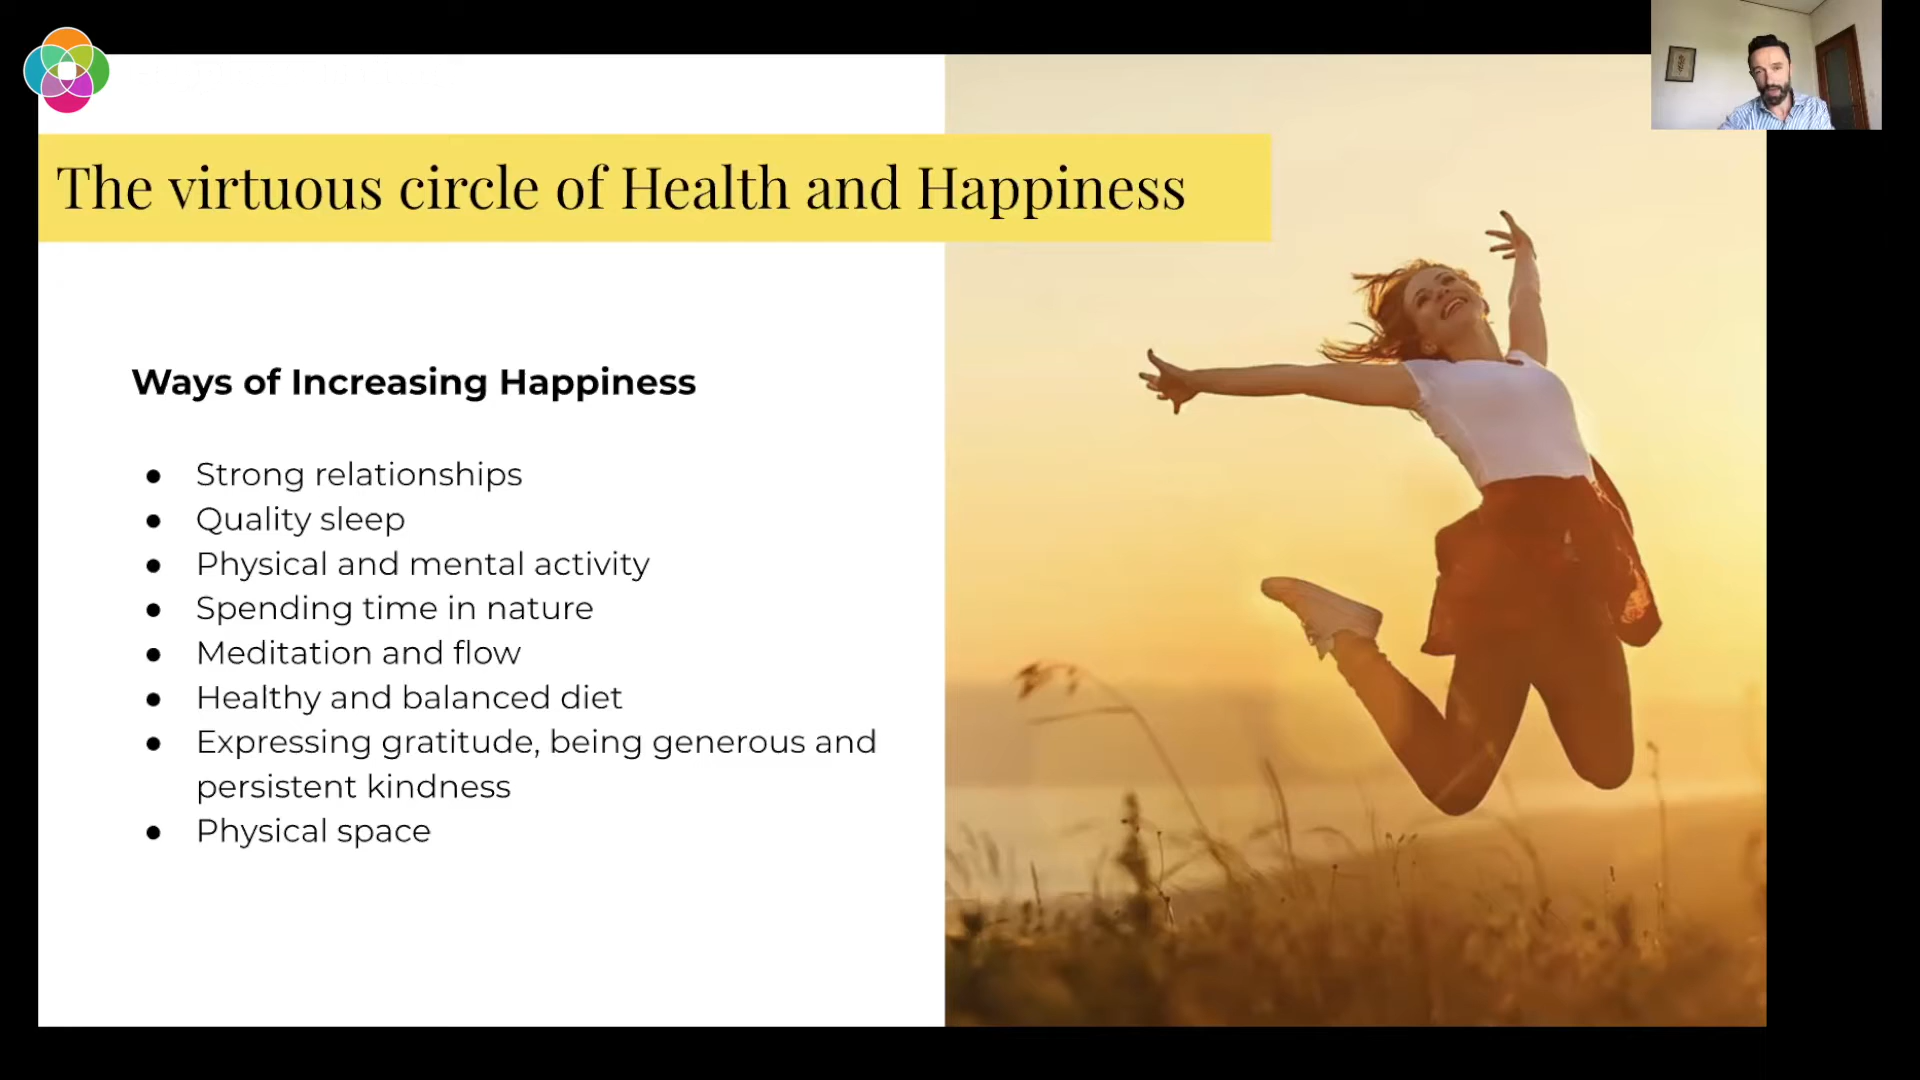 The virtuous circle of Health and Happiness
Ways of Increasing Happiness
● Strong relationships
● Quality sleep
● Physical and mental activity
● Spending time in nature
● Meditation and flow
● Healthy and balanced diet
● Expressing gratitude, being generous and
persistent kindness
● Physical space